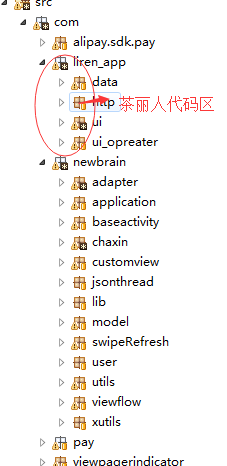 src
com
alipay.sdk.pay
liren_app
data
http 茶丽人代码区
ui
ui_opreater
newbrain
adapter
application
baseactivity
chaxin
customview
jsonthread
lib
model
swipeRefresh
user
utils
viewflow
xutils
pay
viewpagerindicator